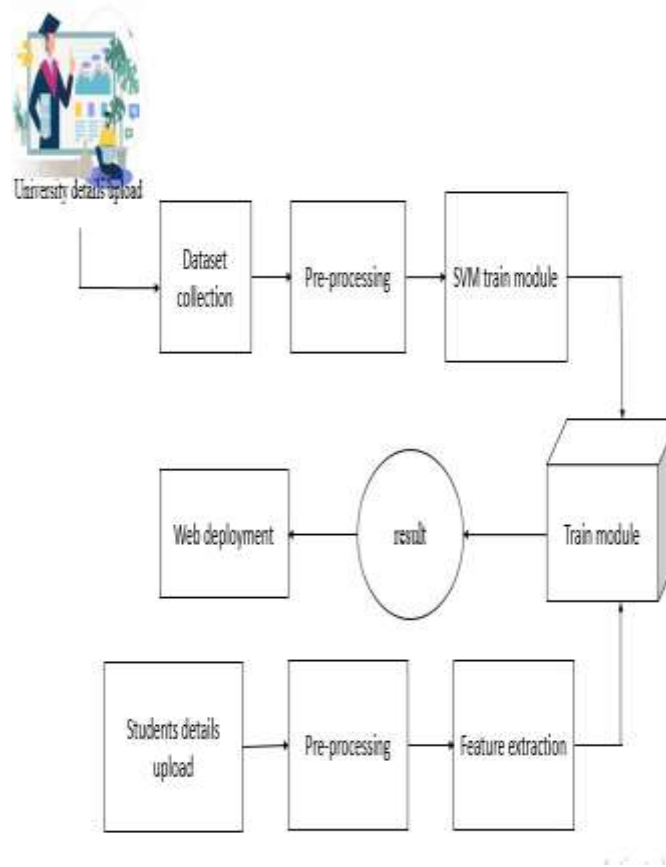 University details upload
Dataset
collection
Pre-processing
SVM train module
Web deployment
result
Train module
Students details
upload
Pre-processing
Feature extraction